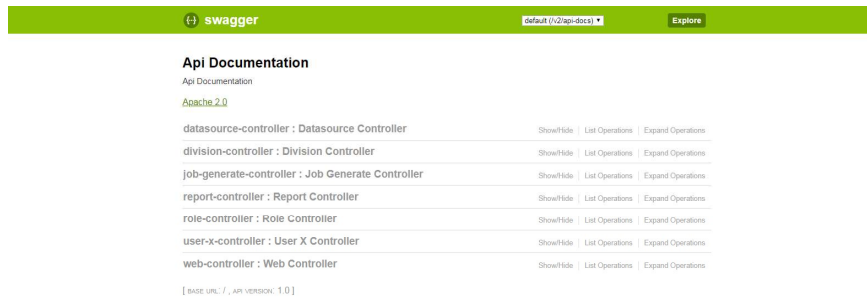 swagger default (/v2/api-docs) Explore
Api Documentation
Api Documentation
Apache 2.0
datasource-controller : Datasource Controller Show/Hide List Operations Expand Operations
division-controller : Division Controller Show/Hide List Operations Expand Operations
job-generate-controller : Job Generate Controller Show/Hide List Operations Expand Operations
report-controller : Report Controller Show/Hide List Operations Expand Operations
role-controller : Role Controller Show/Hide List Operations Expand Operations
user-x-controller : User X Controller Show/Hide List Operations Expand Operations
web-controller : Web Controller Show/Hide List Operations Expand Operations
[ BASE URL: / , API VERSION: 1.0 ]